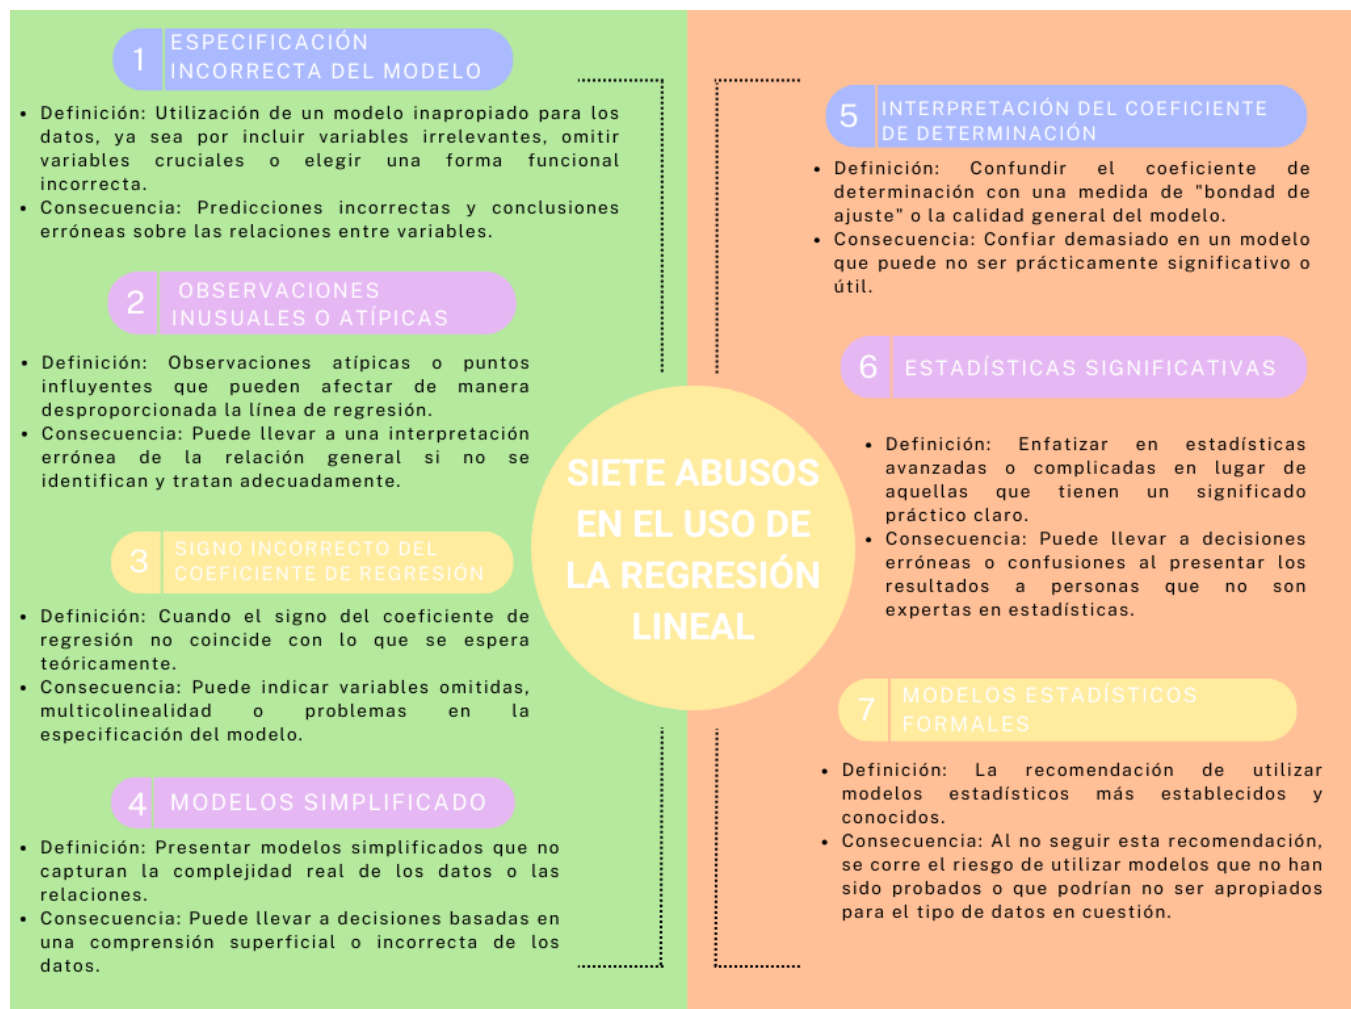 1
ESPECIFICACIÓN
INCORRECTA DEL MODELO
• Definición: Utilización de un modelo inapropiado para los
datos, ya sea por incluir variables irrelevantes, omitir
variables cruciales o elegir una forma funcional
incorrecta.
• Consecuencia: Predicciones incorrectas y conclusiones
erróneas sobre las relaciones entre variables.
2
OBSERVACIONES
INUSUALES O ATÍPICAS
• Definición: Observaciones atípicas o puntos
influyentes que pueden afectar de manera
desproporcionada la línea de regresión.
• Consecuencia: Puede llevar a una interpretación
errónea de la relación general si no se
identifican y tratan adecuadamente.
3
SIGNO INCORRECTO DEL
COEFICIENTE DE REGRESIÓN
• Definición: Cuando el signo del coeficiente de
regresión no coincide con lo que se espera
teóricamente.
• Consecuencia: Puede indicar variables omitidas,
multicolinealidad o problemas en la
especificación del modelo.
4
MODELOS SIMPLIFICADO
• Definición: Presentar modelos simplificados que no
capturan la complejidad real de los datos o las
relaciones.
• Consecuencia: Puede llevar a decisiones basadas en
una comprensión superficial o incorrecta de los
datos.
SIETE ABUSOS
EN EL USO DE
LA REGRESIÓN
LINEAL
5
INTERPRETACIÓN DEL COEFICIENTE
DE DETERMINACIÓN
• Definición: Confundir el coeficiente de
determinación con una medida de "bondad de
ajuste" o la calidad general del modelo.
• Consecuencia: Confiar demasiado en un modelo
que puede no ser prácticamente significativo o
útil.
6
ESTADÍSTICAS SIGNIFICATIVAS
• Definición: Enfatizar en estadísticas
avanzadas o complicadas en lugar de
aquellas que tienen un significado
práctico claro.
• Consecuencia: Puede llevar a decisiones
erróneas o confusiones al presentar los
resultados a personas que no son
expertas en estadísticas.
7
MODELOS ESTADÍSTICOS
FORMALES
• Definición: La recomendación de utilizar
modelos estadísticos más establecidos y
conocidos.
• Consecuencia: Al no seguir esta recomendación,
se corre el riesgo de utilizar modelos que no han
sido probados o que podrían no ser apropiados
para el tipo de datos en cuestión.